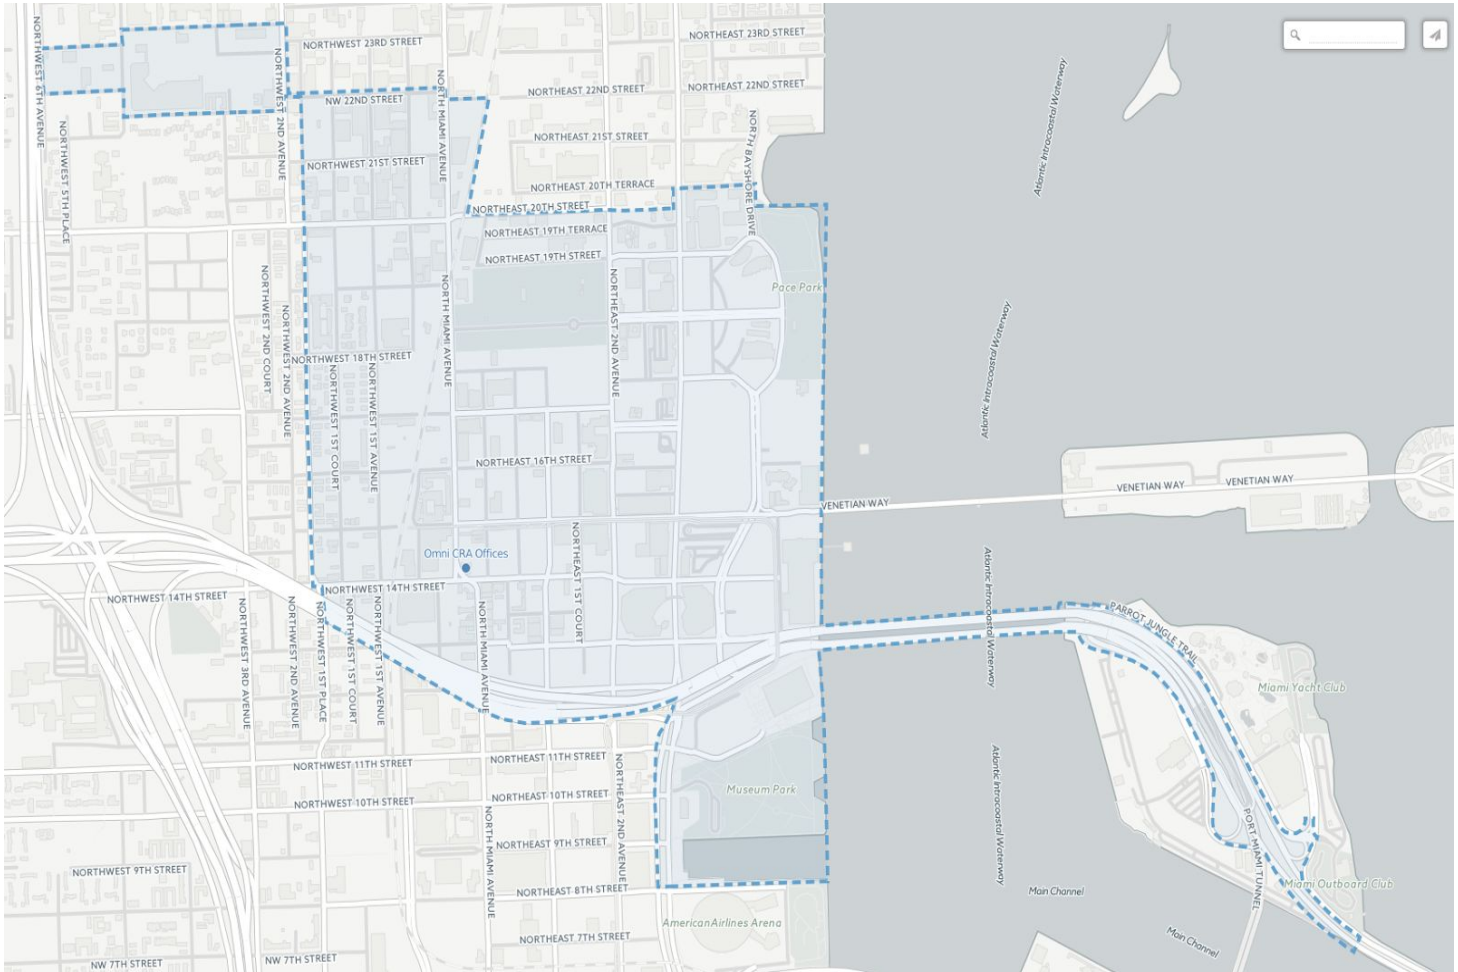 NORTHWEST 6TH AVENUE
NORTHWEST 23RD STREET
NORTHEAST 23RD STREET
NORTHWEST 2ND AVENUE
NORTH MIAMI AVENUE
NW 22ND STREET
NORTHEAST 22ND STREET
NORTHEAST 22ND STREET
Atlantic Intracoastal Waterway
NORTHWEST 5TH PLACE
NORTHEAST 21ST STREET
NORTH BAYSHORE DRIVE
NORTHWEST 21ST STREET
NORTHEAST 20TH TERRACE
NORTHEAST 20TH STREET
NORTHEAST 19TH TERRACE
NORTHEAST 19TH STREET
NORTHWEST 2ND COURT
NORTHWEST 2ND AVENUE
NORTH MIAMI AVENUE
NORTHEAST 2ND AVENUE
Pace Park
Atlantic Intracoastal Waterway
NORTHWEST 18TH STREET
NORTHWEST 1ST COURT
NORTHWEST 1ST AVENUE
NORTHEAST 16TH STREET
VENETIAN WAY
VENETIAN WAY
VENETIAN WAY
NORTHEAST 1ST COURT
Omni CRA Offices
Atlantic Intracoastal Waterway
NORTHWEST 14TH STREET
NORTHWEST 14TH STREET
NORTHWEST 3RD AVENUE
NORTHWEST 2ND AVENUE
NORTHWEST 1ST PLACE
NORTHWEST 1ST COURT
NORTHWEST 1ST AVENUE
NORTH MIAMI AVENUE
PARROT JUNGLE TRAIL
Miami Yacht Club
NORTHEAST 11TH STREET
NORTHWEST 11TH STREET
NORTHEAST 2ND AVENUE
Museum Park
Atlantic Intracoastal Waterway
NORTHEAST 10TH STREET
NORTHWEST 10TH STREET
NORTH MIAMI AVENUE
PORT MIAMI TUNNEL
NORTHEAST 9TH STREET
NORTHWEST 9TH STREET
NORTHEAST 8TH STREET
Main Channel
Miami Outboard Club
AmericanAirlines Arena
NORTHEAST 7TH STREET
Main Channel
NW 7TH STREET
NW 7TH STREET